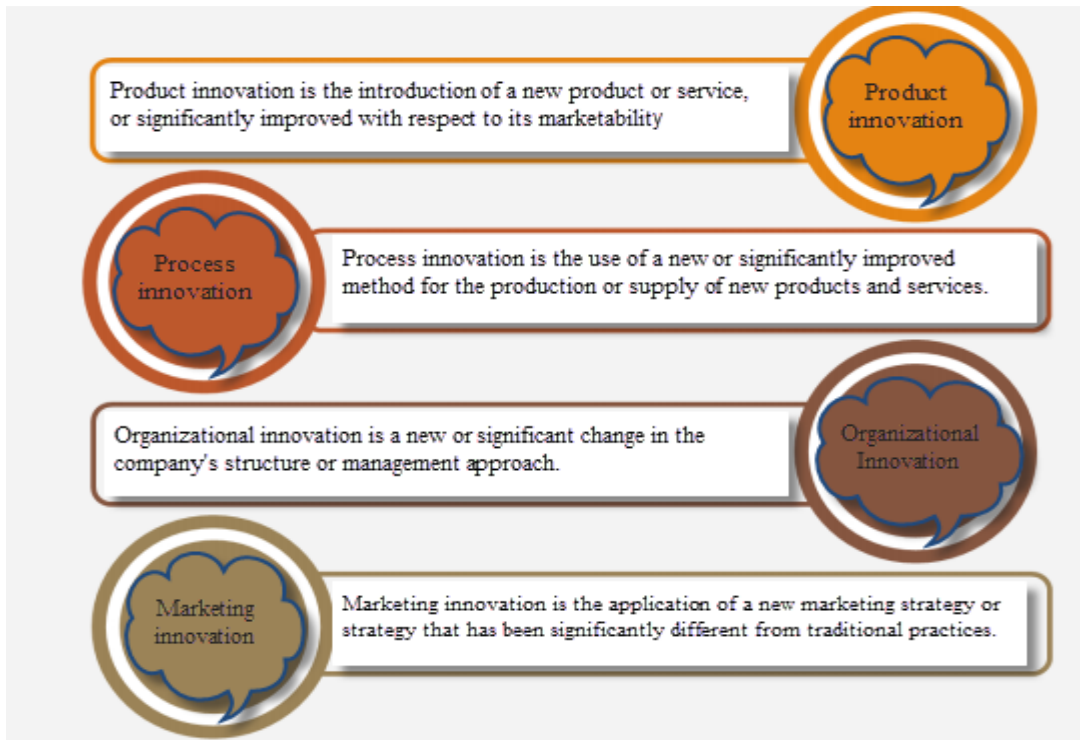 Product innovation is the introduction of a new product or service,
or significantly improved with respect to its marketability
Product
innovation
Process
innovation
Process innovation is the use of a new or significantly improved
method for the production or supply of new products and services.
Organizational innovation is a new or significant change in the
company's structure or management approach.
Organizational
Innovation
Marketing
innovation
Marketing innovation is the application of a new marketing strategy or
strategy that has been significantly different from traditional practices.